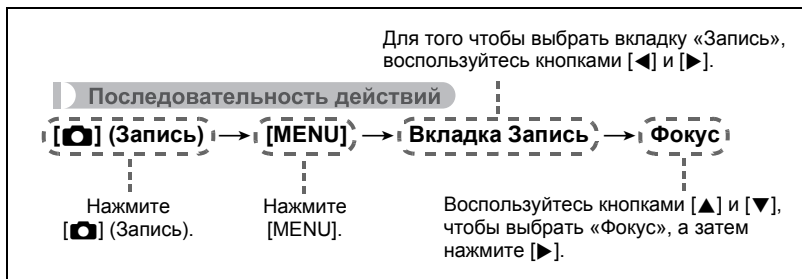 Для того чтобы выбрать вкладку «Запись»,
воспользуйтесь кнопками [◀] и [▶].
Последовательность действий
[📷] (Запись) → [MENU] → Вкладка Запись → Фокус
Нажмите
[📷] (Запись).
Нажмите
[MENU].
Воспользуйтесь кнопками [▲] и [▼],
чтобы выбрать «Фокус», а затем
нажмите [▶].